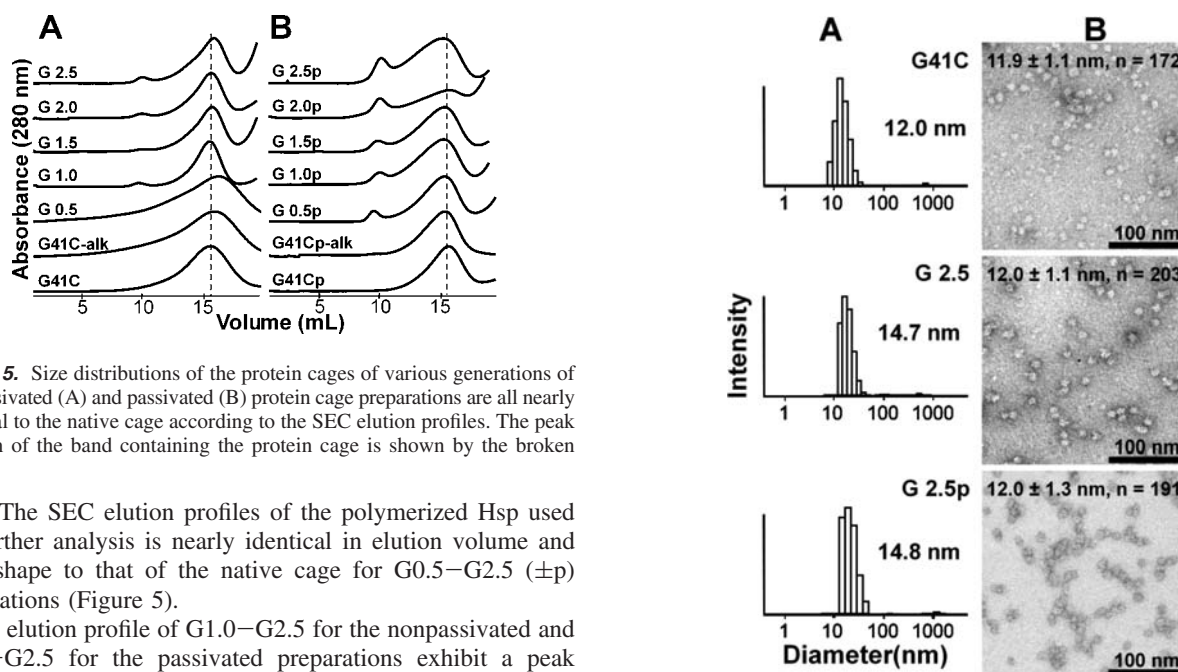 A
B
Absorbance (280 nm)
G 2.5
G 2.0
G 1.5
G 1.0
G 0.5
G41C-alk
G41C
G 2.5p
G 2.0p
G 1.5p
G 1.0p
G 0.5p
G41Cp-alk
G41Cp
5 10 15 5 10 15
Volume (mL)
5. Size distributions of the protein cages of various generations of
sivated (A) and passivated (B) protein cage preparations are all nearly
al to the native cage according to the SEC elution profiles. The peak
n of the band containing the protein cage is shown by the broken
The SEC elution profiles of the polymerized Hsp used
rther analysis is nearly identical in elution volume and
shape to that of the native cage for G0.5−G2.5 (±p)
ations (Figure 5).
elution profile of G1.0−G2.5 for the nonpassivated and
−G2.5 for the passivated preparations exhibit a peak
A
B
Intensity
G41C
12.0 nm
1 10 100 1000
11.9 ± 1.1 nm, n = 172
100 nm
G 2.5
14.7 nm
1 10 100 1000
12.0 ± 1.1 nm, n = 203
100 nm
G 2.5p
14.8 nm
1 10 100 1000
Diameter(nm)
12.0 ± 1.3 nm, n = 191
100 nm